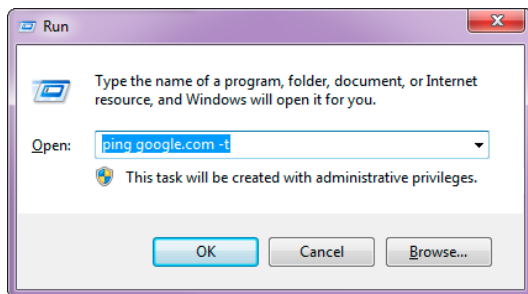 Run
Type the name of a program, folder, document, or Internet
resource, and Windows will open it for you.
Open: ping google.com -t
This task will be created with administrative privileges.
OK Cancel Browse...